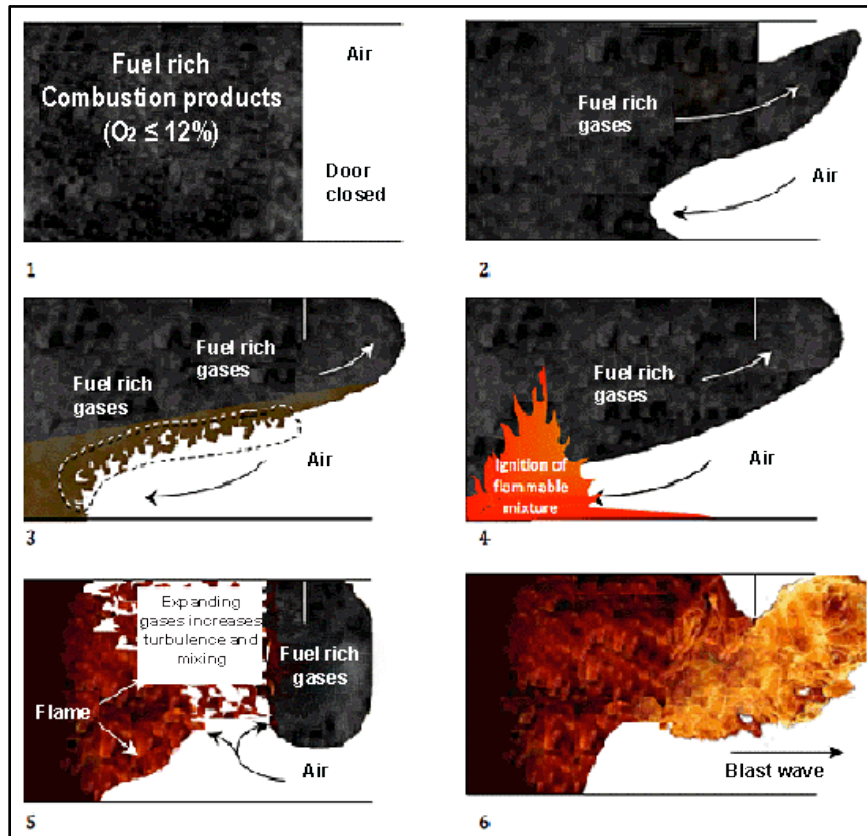 Fuel rich
Combustion products
(O₂ ≤ 12%)
Air
Door
closed
1
Fuel rich
gases
Air
2
Fuel rich
gases
Fuel rich
gases
Air
3
Fuel rich
gases
Air
Ignition of
flammable
mixture
4
Expanding
gases increases
turbulence and
mixing
Fuel rich
gases
Flame
Air
5
Blast wave
6